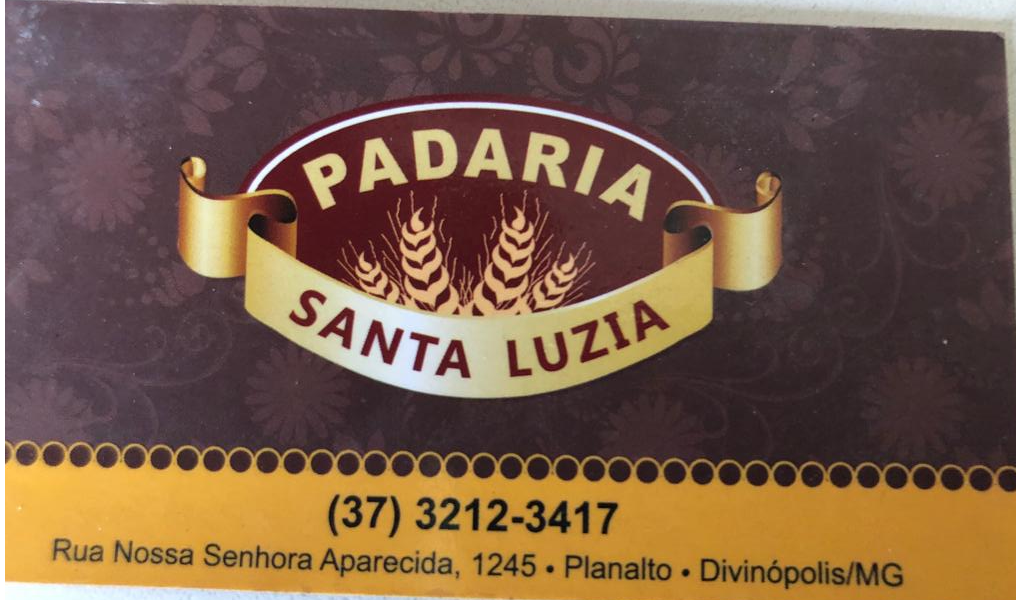 PADARIA
SANTA LUZIA
(37) 3212-3417
Rua Nossa Senhora Aparecida, 1245 • Planalto • Divinópolis/MG